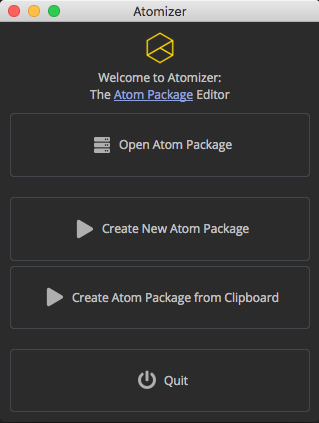 Atomizer
Welcome to Atomizer:
The Atom Package Editor
Open Atom Package
Create New Atom Package
Create Atom Package from Clipboard
Quit